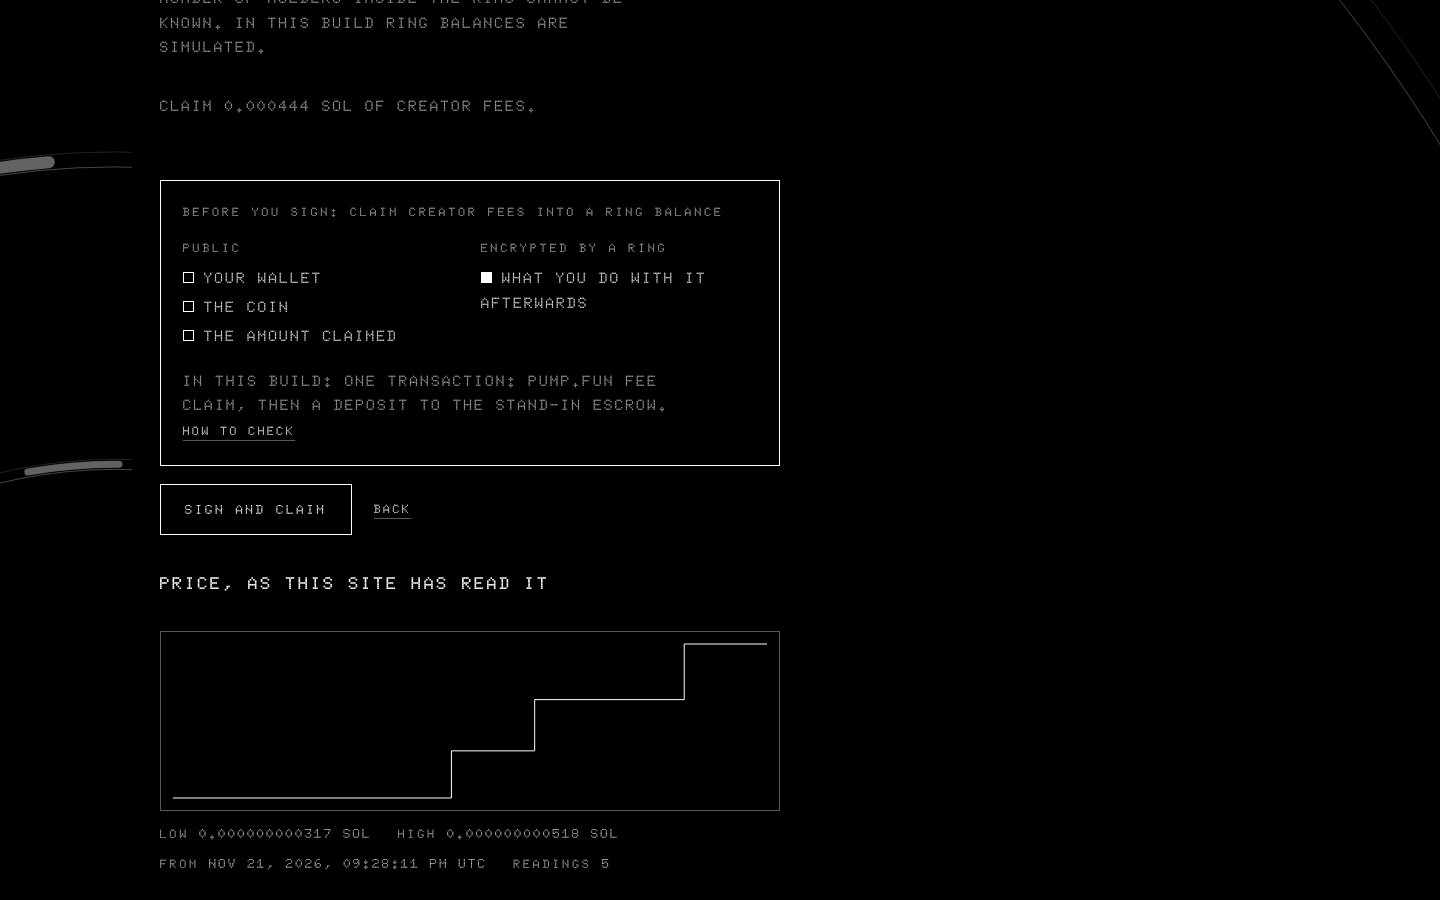 KNOWN. IN THIS BUILD RING BALANCES ARE
SIMULATED.
CLAIM 0.000444 SOL OF CREATOR FEES.
BEFORE YOU SIGN: CLAIM CREATOR FEES INTO A RING BALANCE
PUBLIC
YOUR WALLET
THE COIN
THE AMOUNT CLAIMED
ENCRYPTED BY A RING
WHAT YOU DO WITH IT
AFTERWARDS
IN THIS BUILD: ONE TRANSACTION: PUMP.FUN FEE
CLAIM, THEN A DEPOSIT TO THE STAND-IN ESCROW.
HOW TO CHECK
SIGN AND CLAIM
BACK
PRICE, AS THIS SITE HAS READ IT
LOW 0.000000000317 SOL HIGH 0.000000000518 SOL
FROM NOV 21, 2026, 09:28:11 PM UTC READINGS 5